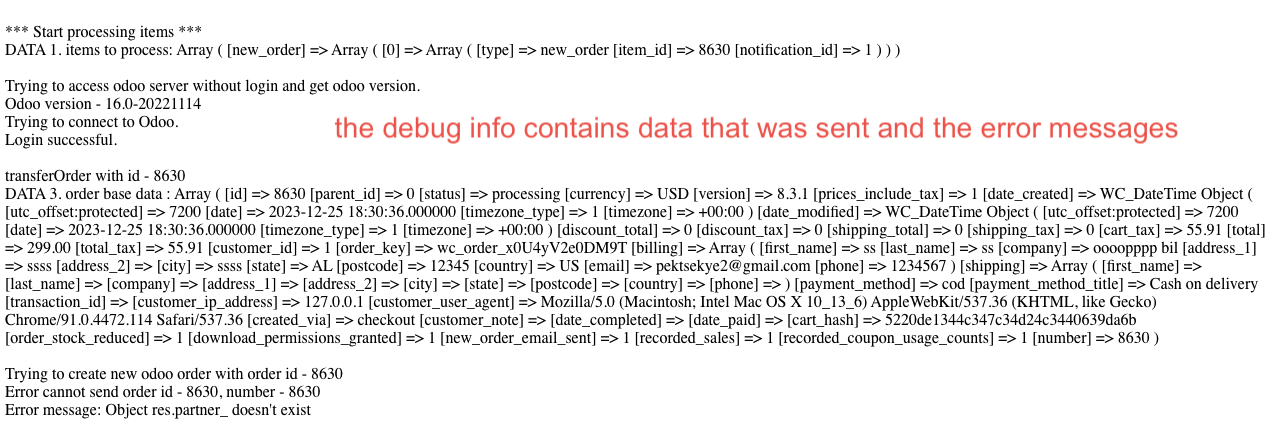 *** Start processing items ***
DATA 1. items to process: Array ( [new_order] => Array ( [0] => Array ( [type] => new_order [item_id] => 8630 [notification_id] => 1 ) ) )
Trying to access odoo server without login and get odoo version.
Odoo version - 16.0-20221114
Trying to connect to Odoo.
the debug info contains data that was sent and the error messages
Login successful.
transferOrder with id - 8630
DATA 3. order base data : Array ( [id] => 8630 [parent_id] => 0 [status] => processing [currency] => USD [version] => 8.3.1 [prices_include_tax] => 1 [date_created] => WC_DateTime Object (
[utc_offset:protected] => 7200 [date] => 2023-12-25 18:30:36.000000 [timezone_type] => 1 [timezone] => +00:00 ) [date_modified] => WC_DateTime Object ( [utc_offset:protected] => 7200
[date] => 2023-12-25 18:30:36.000000 [timezone_type] => 1 [timezone] => +00:00 ) [discount_total] => 0 [discount_tax] => 0 [shipping_total] => 0 [shipping_tax] => 0 [cart_tax] => 55.91 [total]
=> 299.00 [total_tax] => 55.91 [customer_id] => 1 [order_key] => wc_order_x0U4yV2e0DM9T [billing] => Array ( [first_name] => ss [last_name] => ss [company] => oooopppp bil [address_1]
=> ssss [address_2] => [city] => ssss [state] => AL [postcode] => 12345 [country] => US [email] => pektsekye2@gmail.com [phone] => 1234567 ) [shipping] => Array ( [first_name] =>
[last_name] => [company] => [address_1] => [address_2] => [city] => [state] => [postcode] => [country] => [phone] => ) [payment_method] => cod [payment_method_title] => Cash on delivery
[transaction_id] => [customer_ip_address] => 127.0.0.1 [customer_user_agent] => Mozilla/5.0 (Macintosh; Intel Mac OS X 10_13_6) AppleWebKit/537.36 (KHTML, like Gecko)
Chrome/91.0.4472.114 Safari/537.36 [created_via] => checkout [customer_note] => [date_completed] => [date_paid] => [cart_hash] => 5220de1344c347c34d24c3440639da6b
[order_stock_reduced] => 1 [download_permissions_granted] => 1 [new_order_email_sent] => 1 [recorded_sales] => 1 [recorded_coupon_usage_counts] => 1 [number] => 8630 )
Trying to create new odoo order with order id - 8630
Error cannot send order id - 8630, number - 8630
Error message: Object res.partner_ doesn't exist